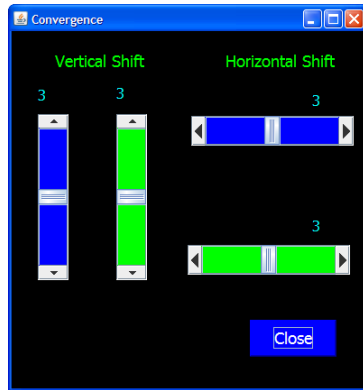 Convergence
Vertical Shift
Horizontal Shift
3
3
3
3
Close